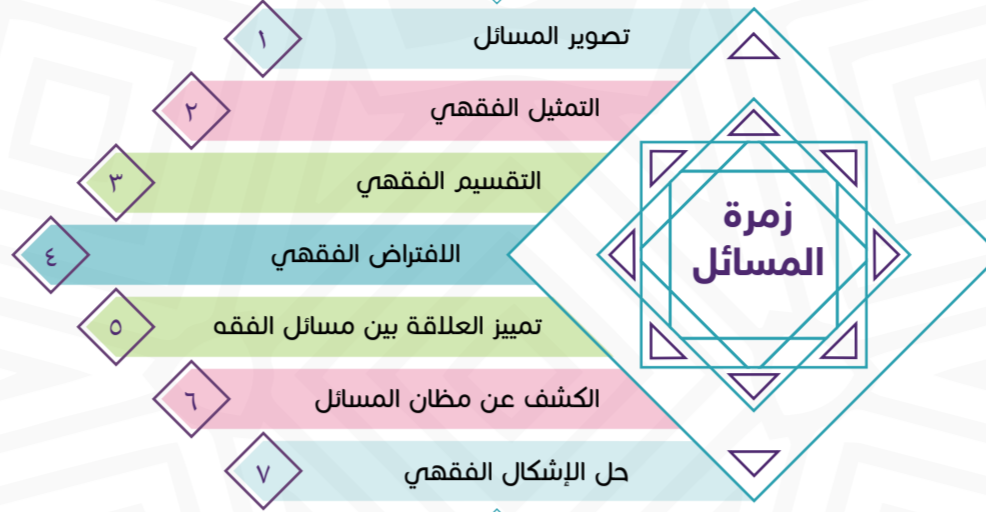 زمرة
المسائل
١
تصوير المسائل
٢
التمثيل الفقهي
٣
التقسيم الفقهي
٤
الافتراض الفقهي
٥
تمييز العلاقة بين مسائل الفقه
٦
الكشف عن مظان المسائل
٧
حل الإشكال الفقهي